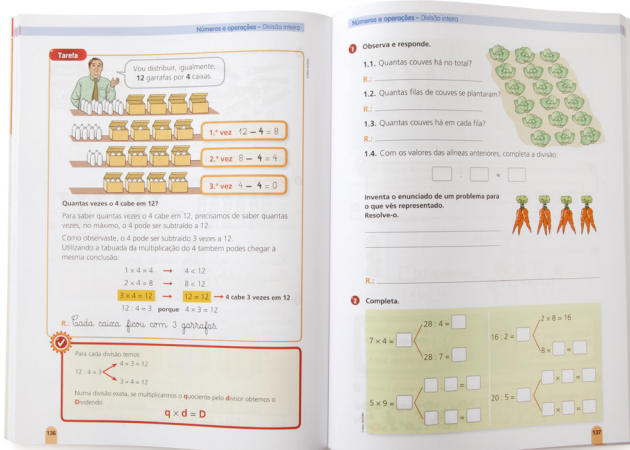 Números e operações – Divisão inteira
Tarefa
Vou distribuir, igualmente,
12 garrafas por 4 caixas.
1.ª vez 12 – 4 = 8
2.ª vez 8 – 4 = 4
3.ª vez 4 – 4 = 0
Quantas vezes o 4 cabe em 12?
Para saber quantas vezes o 4 cabe em 12, precisamos de saber quantas
vezes, no máximo, o 4 pode ser subtraído a 12.
Como observaste, o 4 pode ser subtraído 3 vezes a 12.
Utilizando a tabuada da multiplicação do 4 também podes chegar à
mesma conclusão:
1 × 4 = 4 → 4 < 12
2 × 4 = 8 → 8 < 12
3 × 4 = 12 → 12 = 12 → 4 cabe 3 vezes em 12
12 : 4 = 3 porque 4 × 3 = 12
R.: Cada caixa ficou com 3 garrafas.
Para cada divisão temos:
4 × 3 = 12
12 : 4 = 3
3 × 4 = 12
Numa divisão exata, se multiplicarmos o quociente pelo divisor obtemos o
Dividendo.
q × d = D
136
Números e operações – Divisão inteira
1 Observa e responde.
1.1. Quantas couves há no total?
R.:
1.2. Quantas filas de couves se plantaram?
R.:
1.3. Quantas couves há em cada fila?
R.:
1.4. Com os valores das alíneas anteriores, completa a divisão:
: =
Inventa o enunciado de um problema para
o que vês representado.
Resolve-o.
R.:
2 Completa.
28 : 4 =
7 × 4 =
28 : 7 =
2 × 8 = 16
16 : 2 =
8 × =
: =
5 × 9 =
: =
× =
20 : 5 =
× =
137